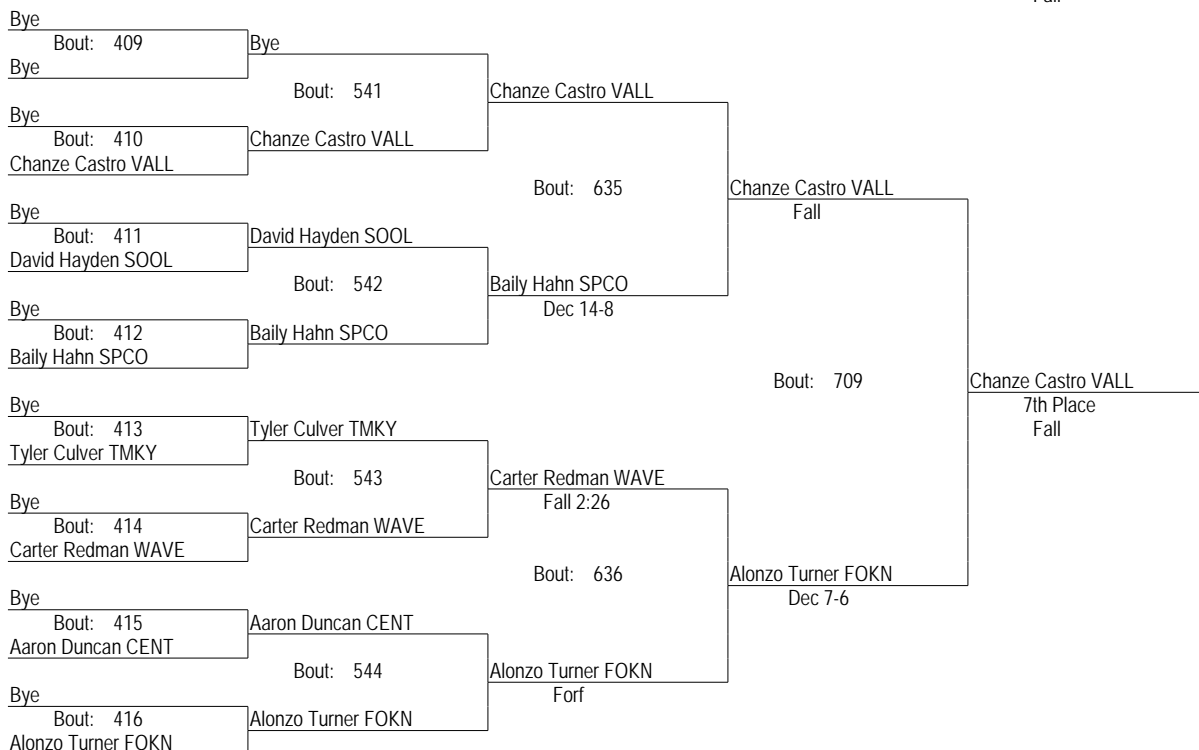 Fall
Bye
Bout: 409
Bye
Bye
Bout: 541
Chanze Castro VALL
Bye
Bout: 410
Chanze Castro VALL
Chanze Castro VALL
Bout: 635
Chanze Castro VALL
Fall
Bye
Bout: 411
David Hayden SOOL
David Hayden SOOL
Bout: 542
Baily Hahn SPCO
Dec 14-8
Bye
Bout: 412
Baily Hahn SPCO
Baily Hahn SPCO
Bout: 709
Chanze Castro VALL
7th Place
Fall
Bye
Bout: 413
Tyler Culver TMKY
Tyler Culver TMKY
Bout: 543
Carter Redman WAVE
Fall 2:26
Bye
Bout: 414
Carter Redman WAVE
Carter Redman WAVE
Bout: 636
Alonzo Turner FOKN
Dec 7-6
Bye
Bout: 415
Aaron Duncan CENT
Aaron Duncan CENT
Bout: 544
Alonzo Turner FOKN
Forf
Bye
Bout: 416
Alonzo Turner FOKN
Alonzo Turner FOKN